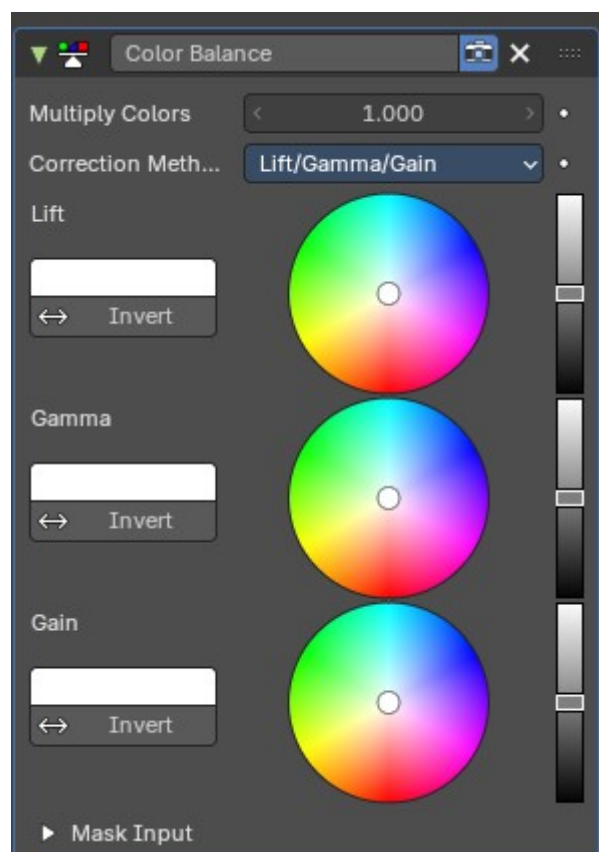 Color Balance
Multiply Colors 1.000
Correction Meth... Lift/Gamma/Gain
Lift
Invert
Gamma
Invert
Gain
Invert
Mask Input